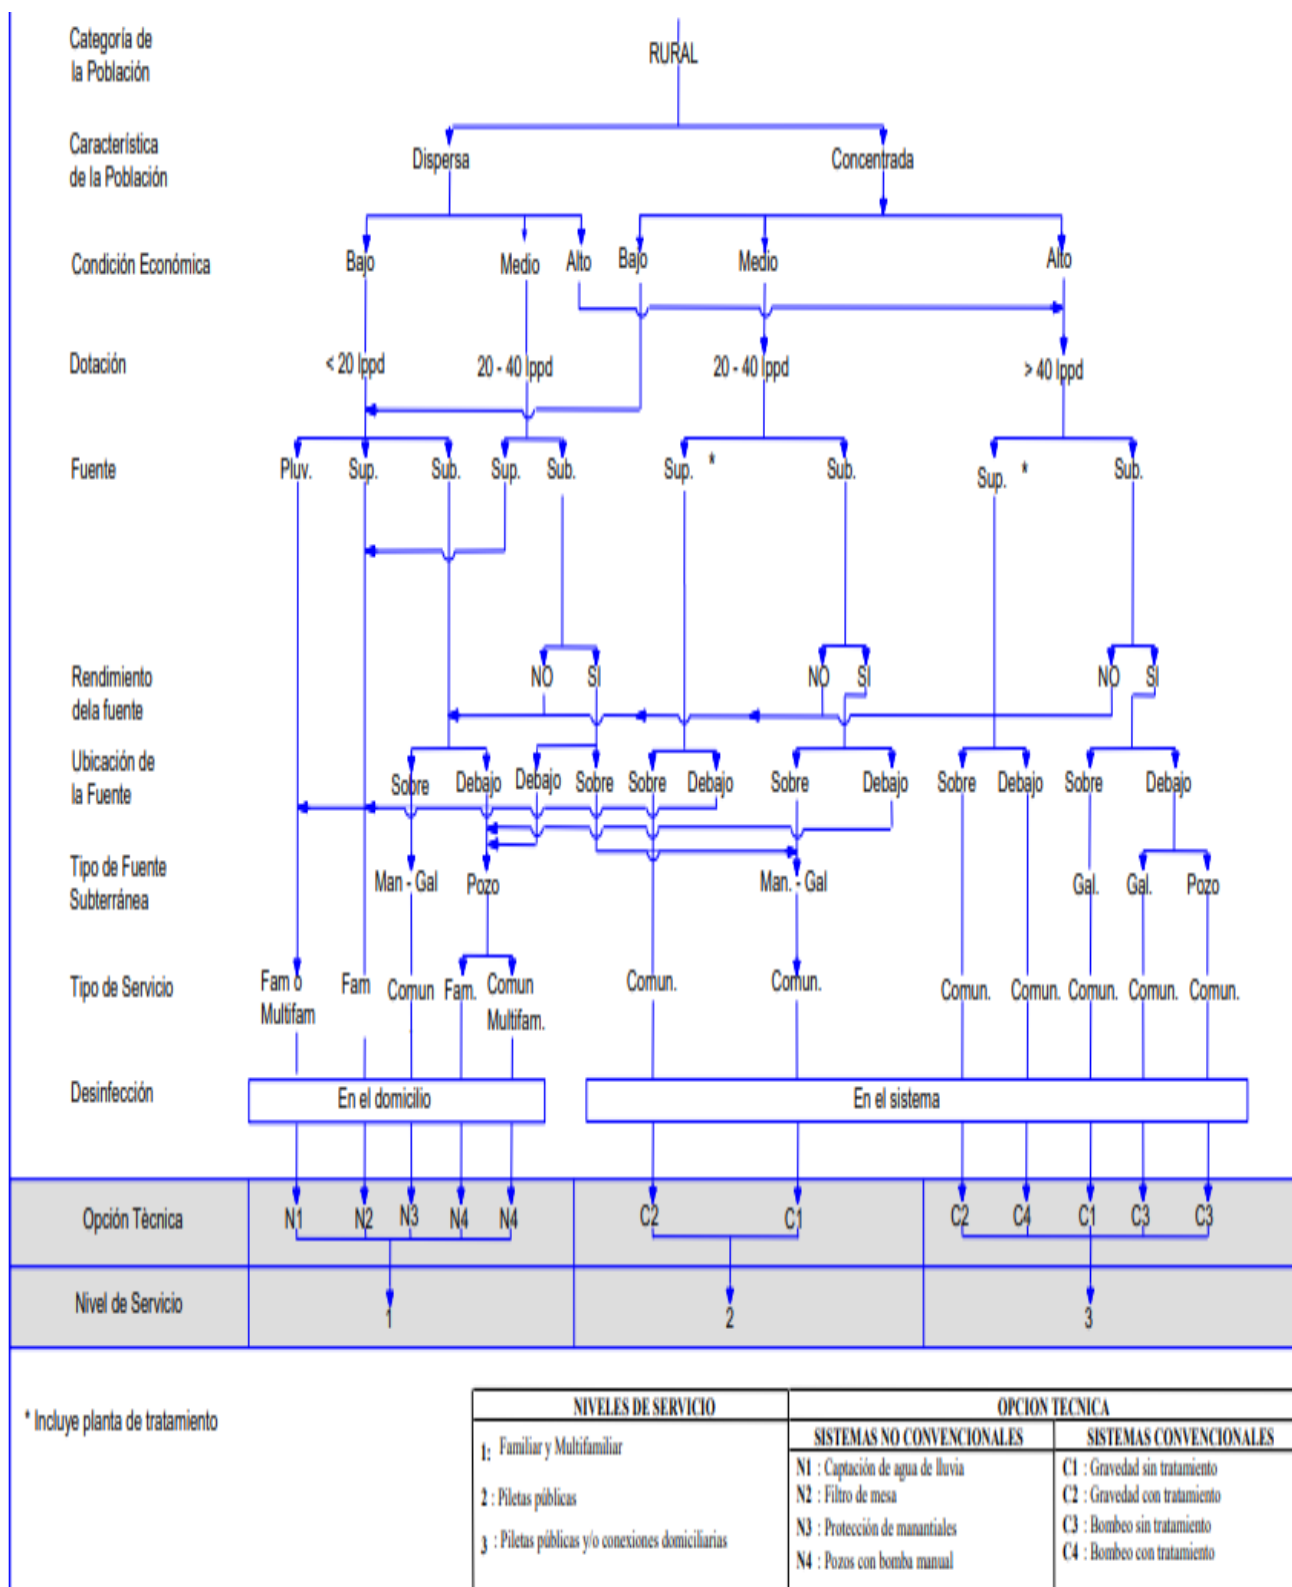 Categoría de
la Población
RURAL
Característica
de la Población
Dispersa
Concentrada
Condición Económica
Bajo
Medio
Alto
Bajo
Medio
Alto
Dotación
< 20 lppd
20 - 40 lppd
20 - 40 lppd
> 40 lppd
Fuente
Pluv.
Sup.
Sub.
Sup.
Sub.
Sup. *
Sub.
Sup. *
Sub.
Rendimiento
dela fuente
NO
SI
NO
SI
NO
SI
Ubicación de
la Fuente
Sobre
Debajo
Debajo
Sobre
Sobre
Debajo
Sobre
Debajo
Sobre
Debajo
Sobre
Debajo
Tipo de Fuente
Subterránea
Man - Gal
Pozo
Man. - Gal
Gal.
Gal.
Pozo
Tipo de Servicio
Fam o
Multifam
Fam
Comun
Fam.
Comun
Multifam.
Comun.
Comun.
Comun.
Comun.
Comun.
Comun.
Comun.
Desinfección
En el domicilio
En el sistema
Opción Tècnica
N1
N2
N3
N4
N4
C2
C1
C2
C4
C1
C3
C3
Nivel de Servicio
1
2
3
* Incluye planta de tratamiento
NIVELES DE SERVICIO
1: Familiar y Multifamiliar
2 : Piletas públicas
3 : Piletas públicas y/o conexiones domiciliarias
OPCION TECNICA
SISTEMAS NO CONVENCIONALES
N1 : Captación de agua de lluvia
N2 : Filtro de mesa
N3 : Protección de manantiales
N4 : Pozos con bomba manual
SISTEMAS CONVENCIONALES
C1 : Gravedad sin tratamiento
C2 : Gravedad con tratamiento
C3 : Bombeo sin tratamiento
C4 : Bombeo con tratamiento